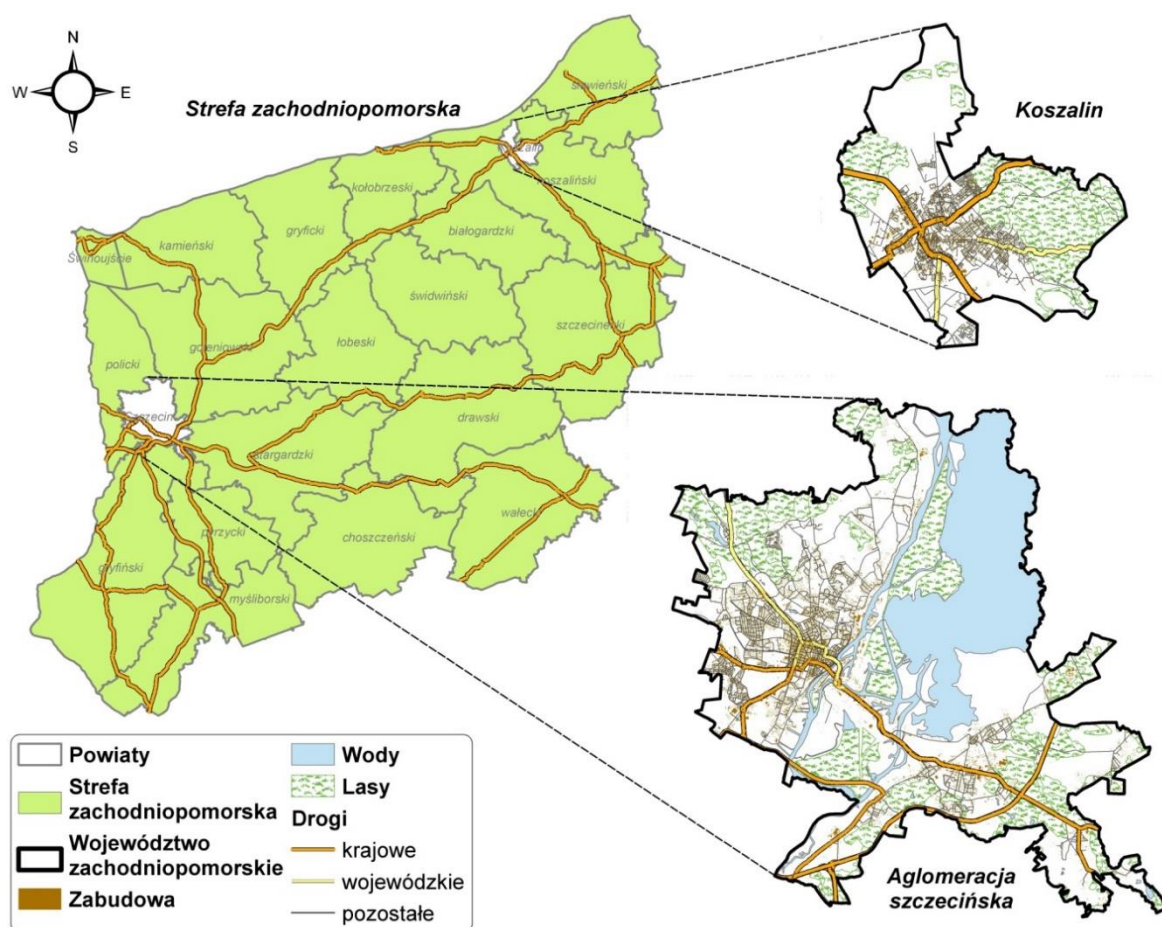 N
W
E
S
Strefa zachodniopomorska
Koszalin
sławieński
koszaliński
kołobrzeski
białogardzki
gryficki
kamieński
Świnoujście
świdwiński
szczecinecki
goleniowski
łobeski
policki
Szczecin
drawski
stargardzki
wałecki
pyrzycki
choszczeński
gryfiński
myśliborski
Aglomeracja
szczecińska
Powiaty
Strefa
zachodniopomorska
Województwo
zachodniopomorskie
Zabudowa
Wody
Lasy
Drogi
krajowe
wojewódzkie
pozostałe